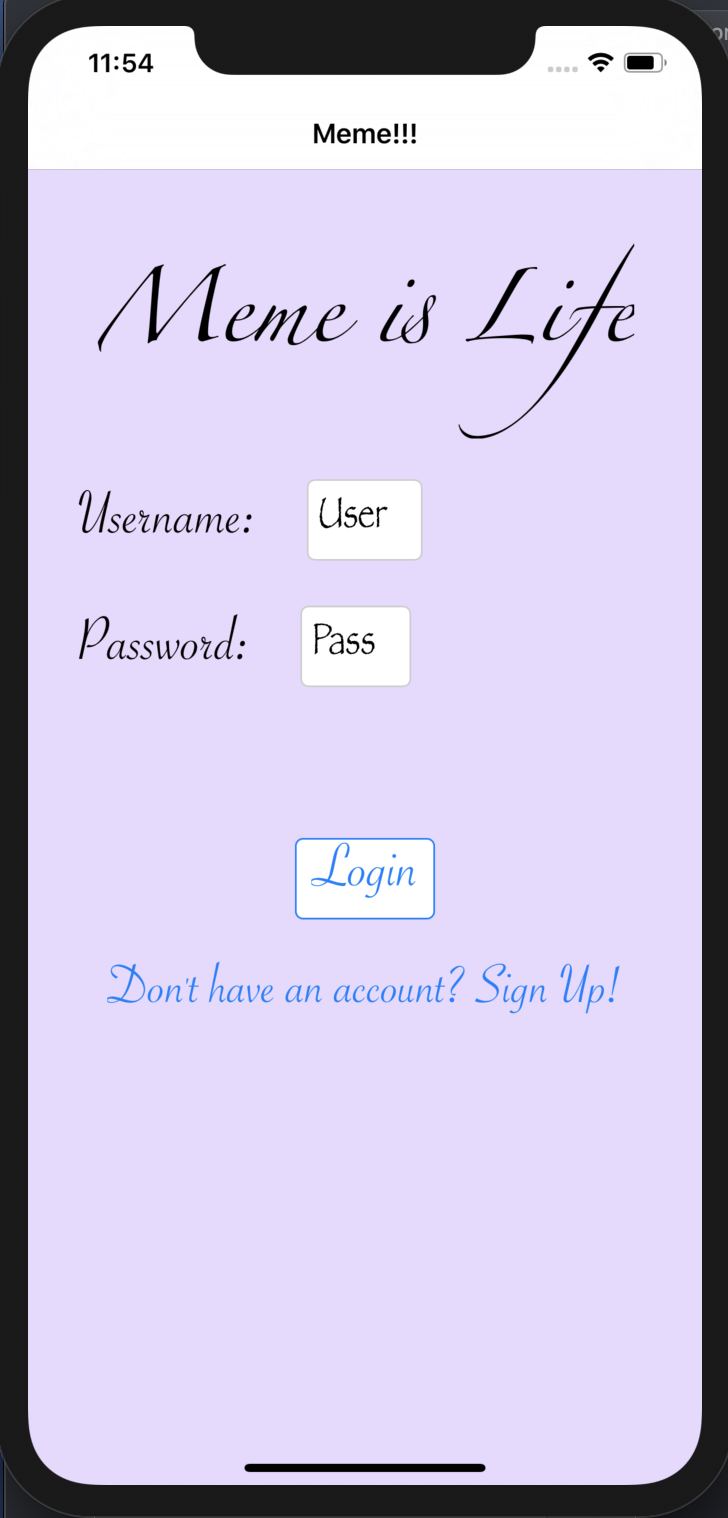 11:54
Meme!!!
Meme is Life
Username: User
Password: Pass
Login
Don't have an account? Sign Up!